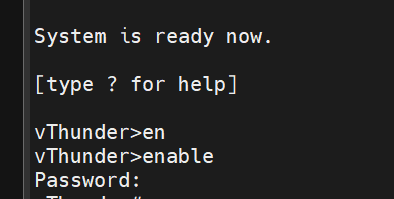 System is ready now.
[type ? for help]
vThunder>en
vThunder>enable
Password: